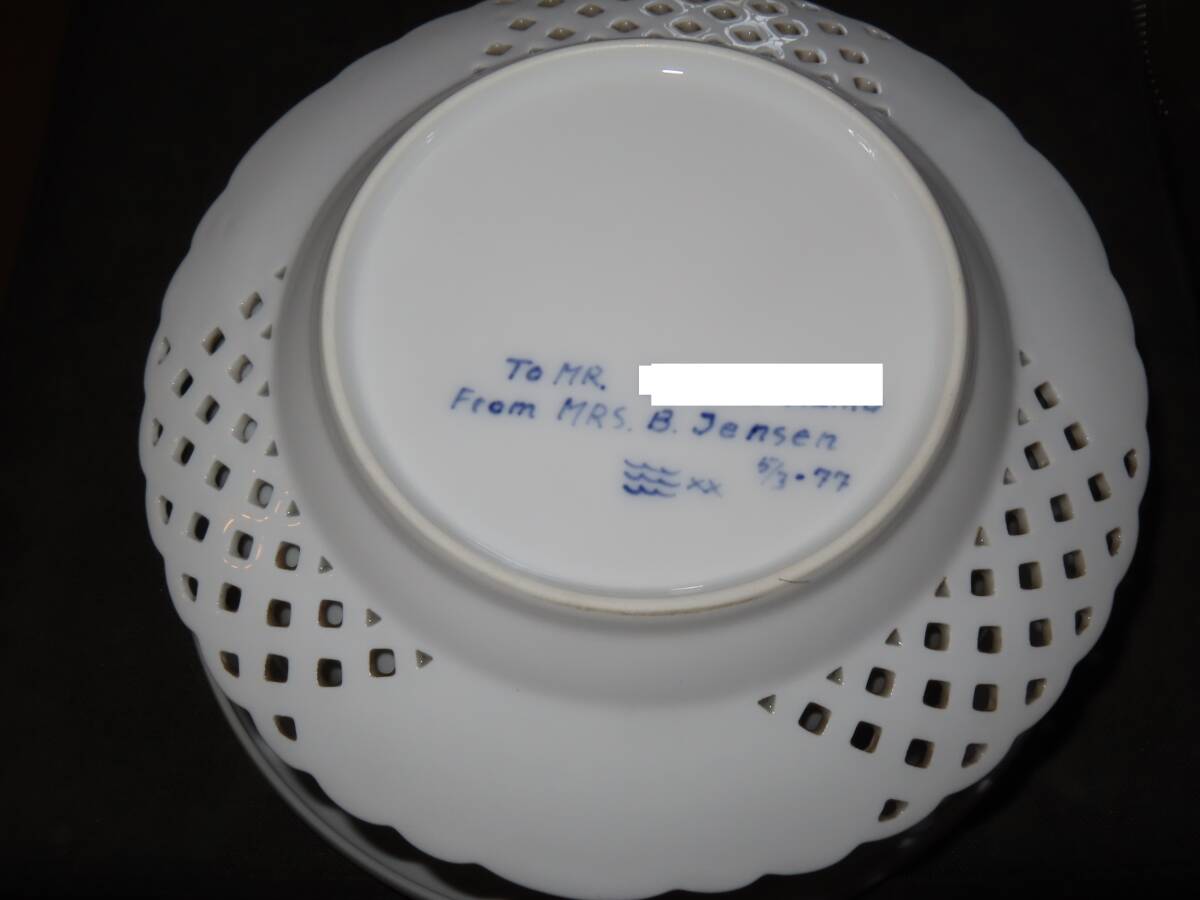 To MR.
From MRS. B. Jensen
xx 5/3·77